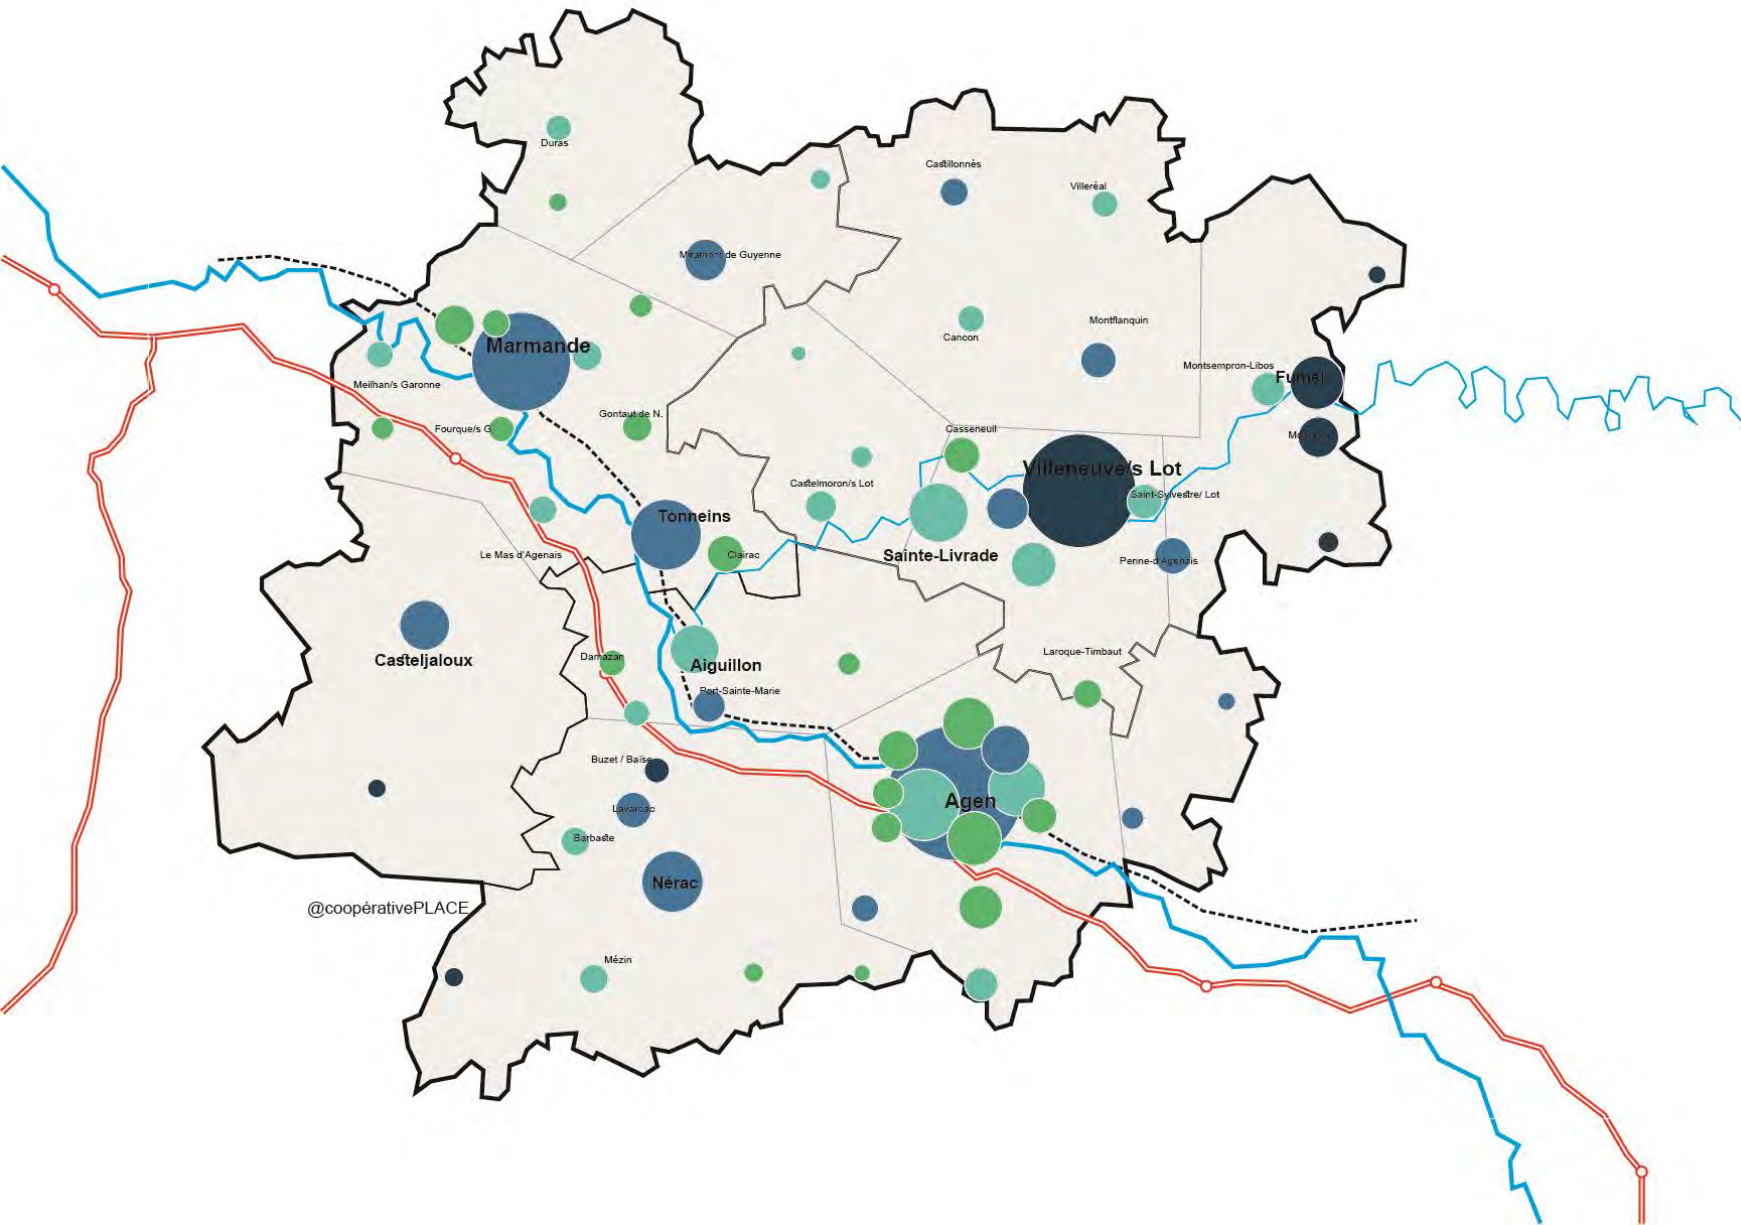 Duras
Castillonnès
Villeréal
Miramont de Guyenne
Montflanquin
Cancon
Marmande
Montsempron-Libos
Fumel
Meilhan/s Garonne
Gontaut de N.
Fourque/s G
Casseneuil
Villeneuve/s Lot
Castelmoron/s Lot
Saint-Sylvestre/ Lot
Tonneins
Le Mas d'Agenais
Clairac
Sainte-Livrade
Penne-d'Agenais
Casteljaloux
Damazan
Aiguillon
Laroque-Timbaut
Port-Sainte-Marie
Buzet / Baïse
Agen
Lavardac
Barbaste
Nérac
@coopérativePLACE
Mézin